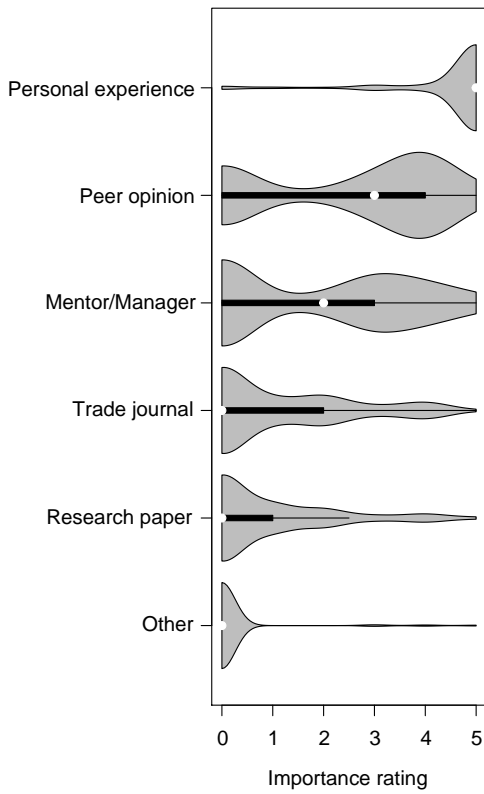 Personal experience
Peer opinion
Mentor/Manager
Trade journal
Research paper
Other
0 1 2 3 4 5
Importance rating